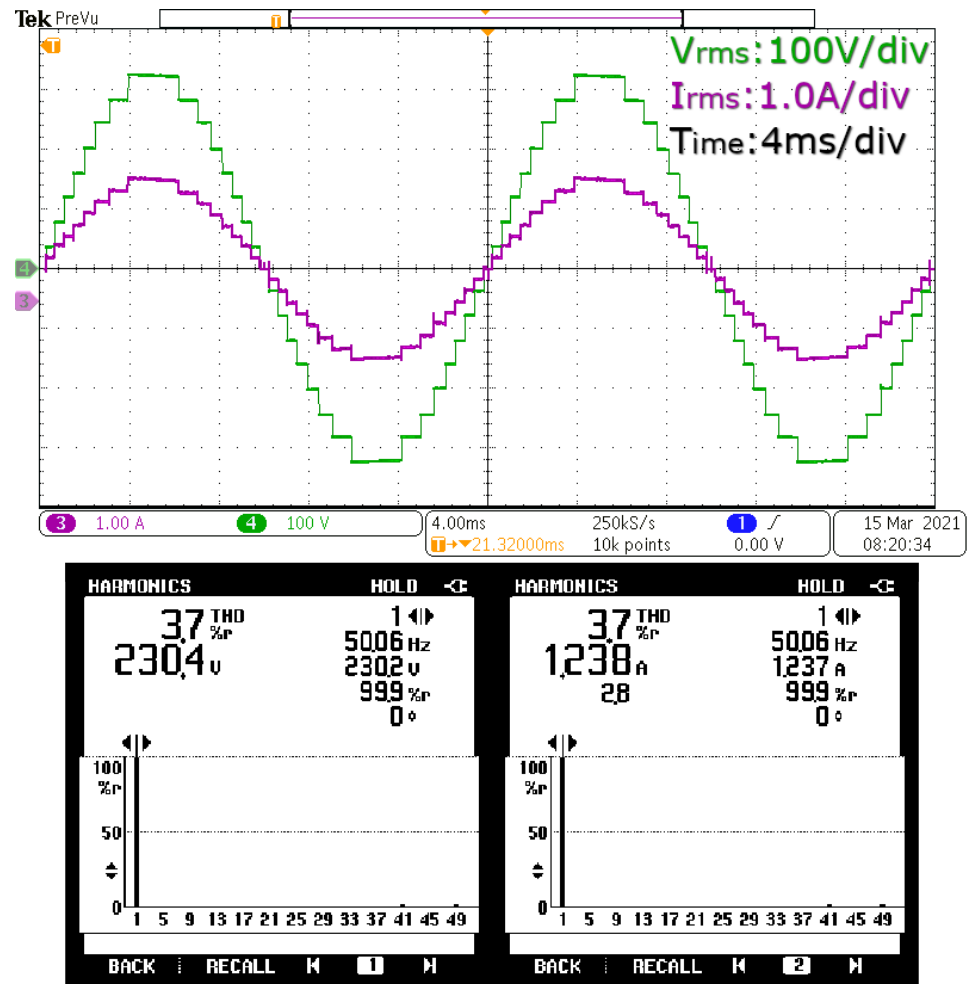 Tek PreVu
T
T
Vrms:100V/div
Irms:1.0A/div
Time:4ms/div
4
3
3 1.00 A 4 100 V 4.00ms 250kS/s 1 15 Mar 2021
T→▼21.32000ms 10k points 0.00 V 08:20:34
HARMONICS HOLD
3.7 THD %r 1
50.06 Hz
230.4 V 230.2 V
99.9 %r
0 °
100
%r
50
0
1 5 9 13 17 21 25 29 33 37 41 45 49
BACK RECALL 1
HARMONICS HOLD
3.7 THD %r 1
50.06 Hz
1.238 A 1.237 A
2.8 99.9 %r
0 °
100
%r
50
0
1 5 9 13 17 21 25 29 33 37 41 45 49
BACK RECALL 2